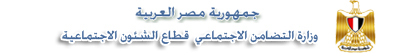 جمهورية مصر العربية
وزارة التضامن الاجتماعي قطاع الشئون الاجتماعية